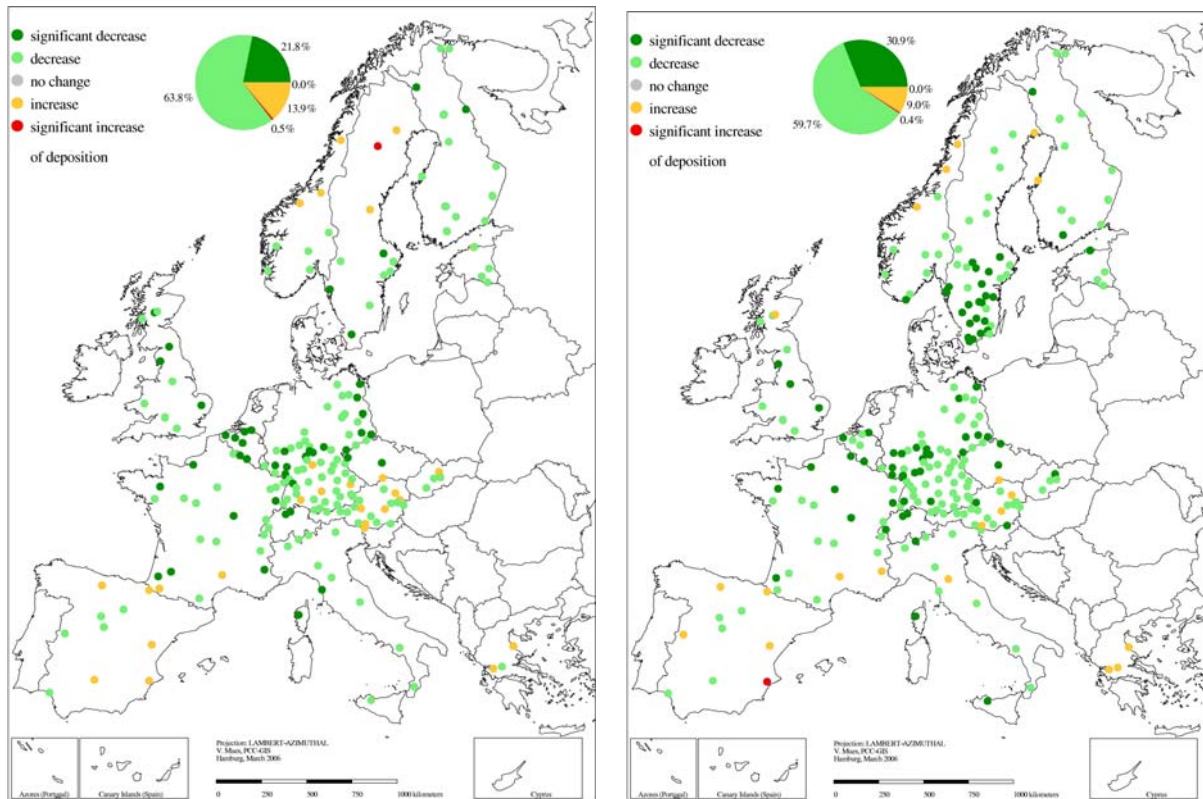 significant decrease
decrease
no change
increase
significant increase
of deposition
21.8%
0.0%
13.9%
0.5%
63.8%
Projection: LAMBERT-AZIMUTHAL
V. Mues, PCC-GIS
Hamburg, March 2006
0 250 500 750 1000 kilometers
Azores (Portugal)
Canary Islands (Spain)
Cyprus
significant decrease
decrease
no change
increase
significant increase
of deposition
30.9%
0.0%
9.0%
0.4%
59.7%
Projection: LAMBERT-AZIMUTHAL
V. Mues, PCC-GIS
Hamburg, March 2006
0 250 500 750 1000 kilometers
Azores (Portugal)
Canary Islands (Spain)
Cyprus